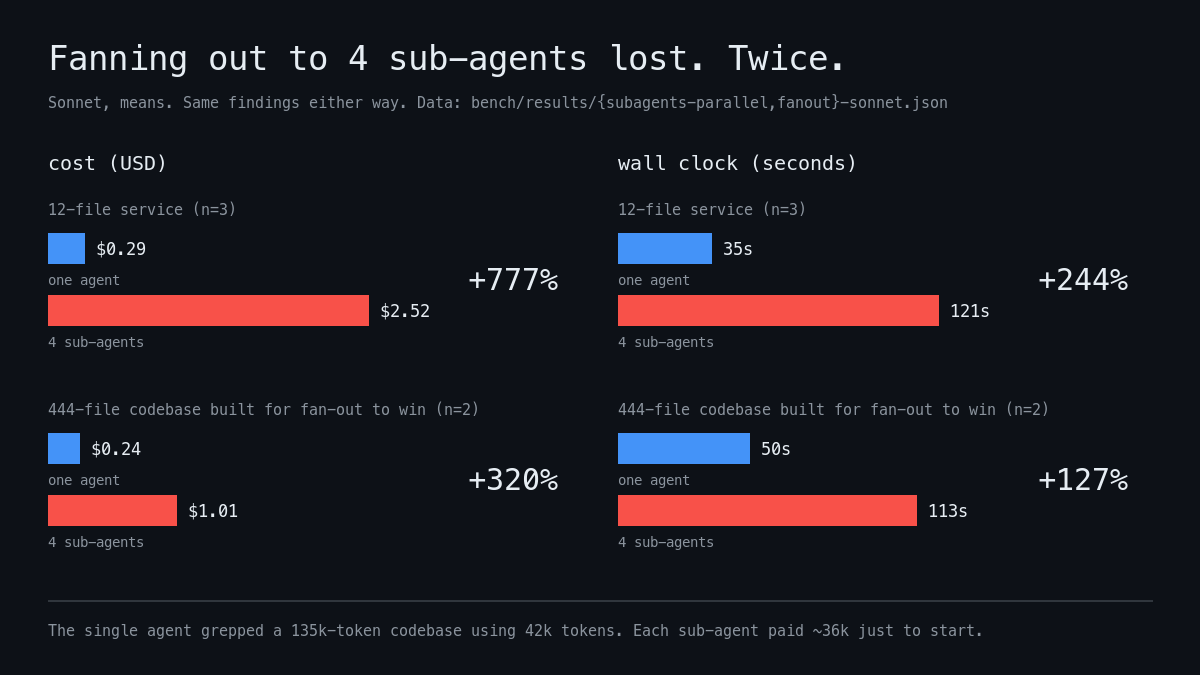 Fanning out to 4 sub-agents lost. Twice.
Sonnet, means. Same findings either way. Data: bench/results/{subagents-parallel,fanout}-sonnet.json
cost (USD)
12-file service (n=3)
$0.29
one agent
+777%
$2.52
4 sub-agents
444-file codebase built for fan-out to win (n=2)
$0.24
one agent
+320%
$1.01
4 sub-agents
wall clock (seconds)
12-file service (n=3)
35s
one agent
+244%
121s
4 sub-agents
444-file codebase built for fan-out to win (n=2)
50s
one agent
+127%
113s
4 sub-agents
The single agent grepped a 135k-token codebase using 42k tokens. Each sub-agent paid ~36k just to start.